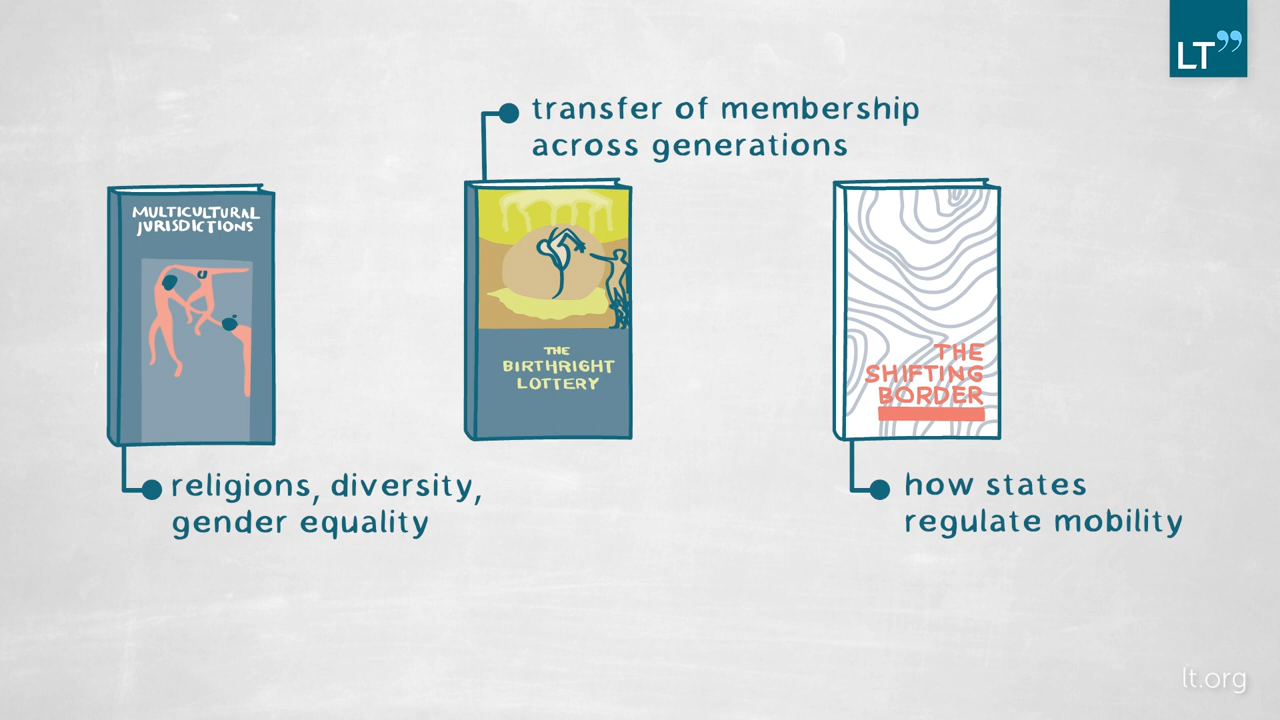 LT”
transfer of membership
across generations
MULTICULTURAL
JURISDICTIONS
THE
BIRTHRIGHT
LOTTERY
THE
SHIFTING
BORDER
religions, diversity,
gender equality
how states
regulate mobility
lt.org